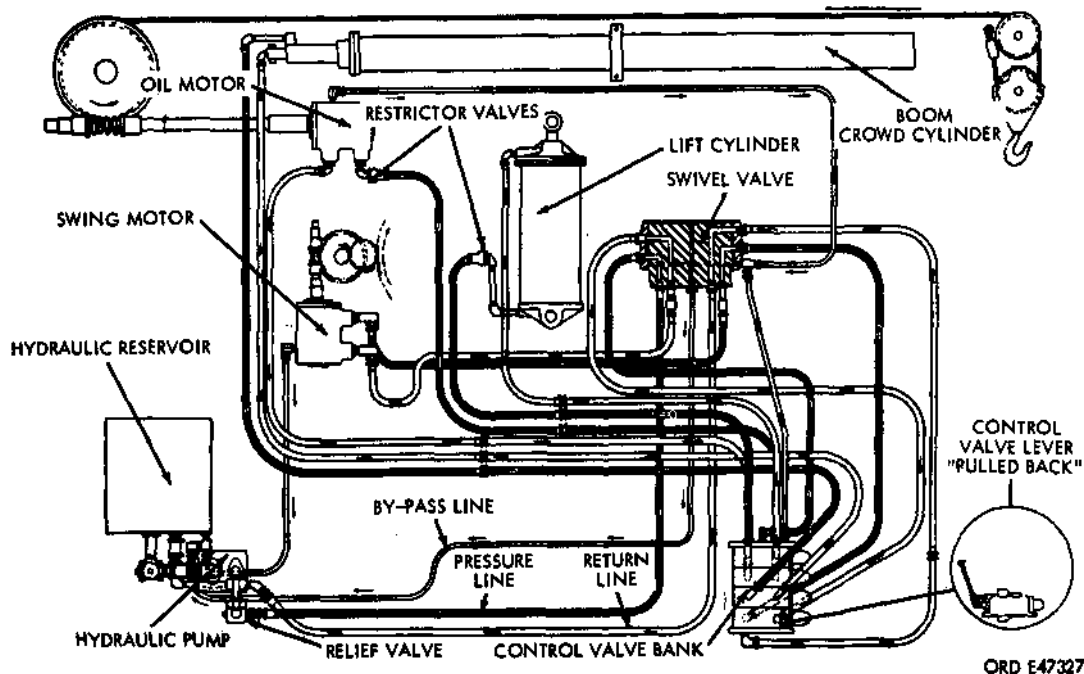 OIL MOTOR
RESTRICTOR VALVES
BOOM
CROWD CYLINDER
LIFT CYLINDER
SWIVEL VALVE
SWING MOTOR
HYDRAULIC RESERVOIR
CONTROL
VALVE LEVER
"PULLED BACK"
BY-PASS LINE
PRESSURE
LINE
RETURN
LINE
HYDRAULIC PUMP
RELIEF VALVE
CONTROL VALVE BANK
ORD E47327